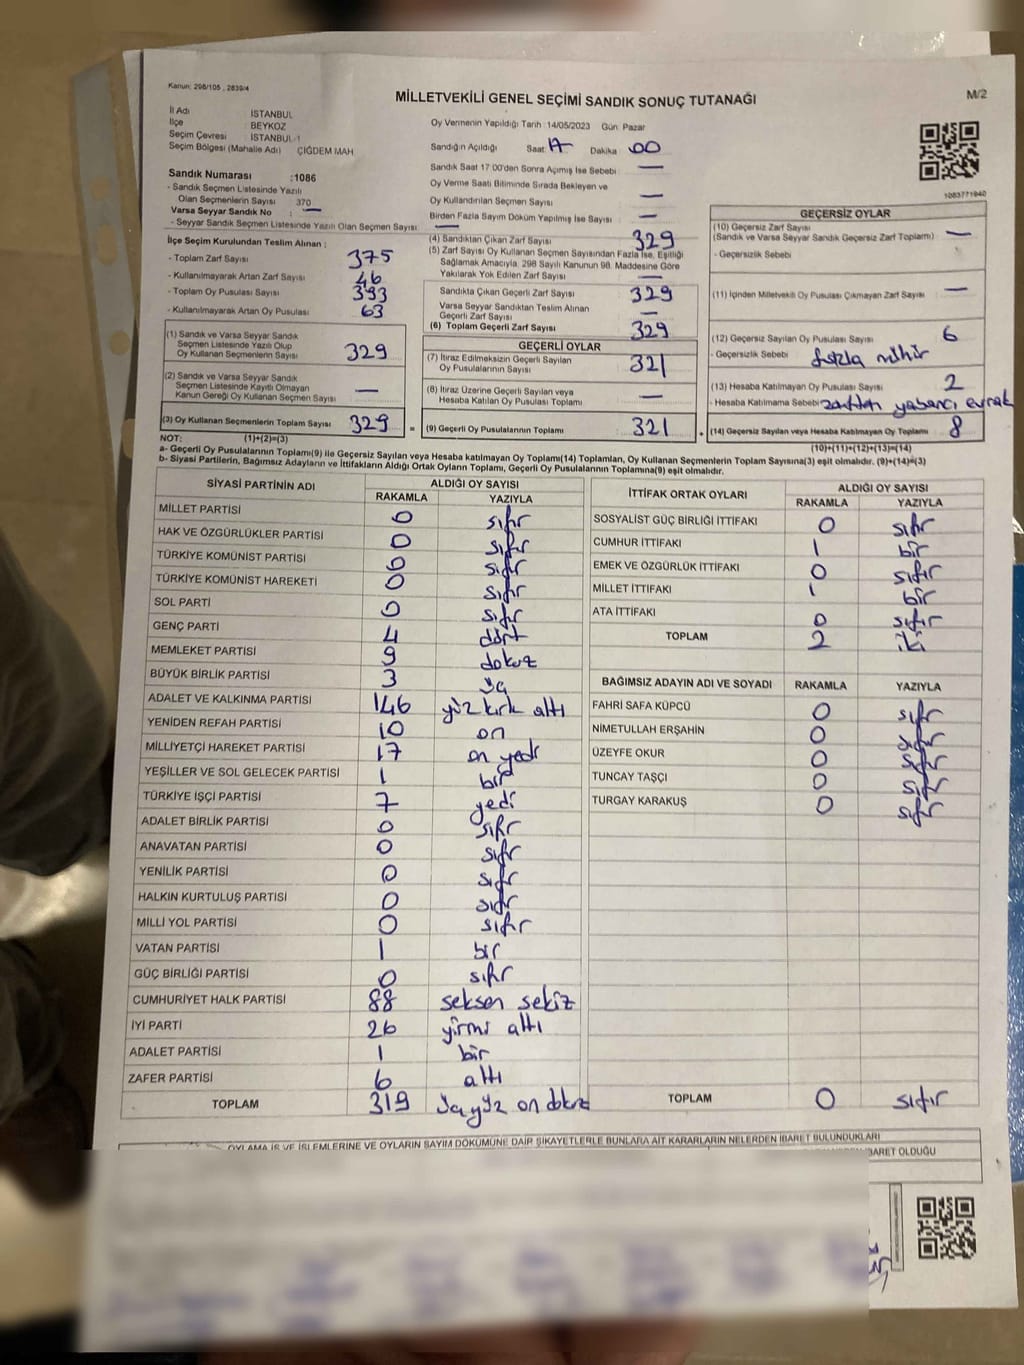 Kanun: 298/105 , 2839/4
MİLLETVEKİLİ GENEL SEÇİMİ SANDIK SONUÇ TUTANAĞI
M/2
İl Adı : İSTANBUL
İlçe : BEYKOZ
Seçim Çevresi : İSTANBUL-1
Seçim Bölgesi (Mahalle Adı) ÇİĞDEM MAH.
Oy Vermenin Yapıldığı Tarih :14/05/2023 Gün: Pazar
Sandığın Açıldığı Saat: 17 Dakika: 00
Sandık Saat 17:00'den Sonra Açılmış İse Sebebi : —
Sandık Numarası :1086
- Sandık Seçmen Listesinde Yazılı
Olan Seçmenlerin Sayısı 370
Varsa Seyyar Sandık No : —
- Seyyar Sandık Seçmen Listesinde Yazılı Olan Seçmen Sayısı —
Oy Verme Saati Bitiminde Sırada Bekleyen ve
Oy Kullandırılan Seçmen Sayısı —
Birden Fazla Sayım Döküm Yapılmış İse Sayısı : —
1083771940
İlçe Seçim Kurulundan Teslim Alınan :
- Toplam Zarf Sayısı 375
- Kullanılmayarak Artan Zarf Sayısı 46
- Toplam Oy Pusulası Sayısı 393
- Kullanılmayarak Artan Oy Pusulası 63
(1) Sandık ve Varsa Seyyar Sandık
Seçmen Listesinde Yazılı Olup
Oy Kullanan Seçmenlerin Sayısı 329
(2) Sandık ve Varsa Seyyar Sandık
Seçmen Listesinde Kayıtlı Olmayan
Kanun Gereği Oy Kullanan Seçmen Sayısı —
(3) Oy Kullanan Seçmenlerin Toplam Sayısı 329 =
(4) Sandıktan Çıkan Zarf Sayısı 329
(5) Zarf Sayısı Oy Kullanan Seçmen Sayısından Fazla İse, Eşitliği
Sağlamak Amacıyla, 298 Sayılı Kanunun 98. Maddesine Göre
Yakılarak Yok Edilen Zarf Sayısı —
Sandıkta Çıkan Geçerli Zarf Sayısı 329
Varsa Seyyar Sandıktan Teslim Alınan
Geçerli Zarf Sayısı —
(6) Toplam Geçerli Zarf Sayısı 329
GEÇERLİ OYLAR
(7) İtiraz Edilmeksizin Geçerli Sayılan
Oy Pusulalarının Sayısı 321
(8) İtiraz Üzerine Geçerli Sayılan veya
Hesaba Katılan Oy Pusulası Toplamı —
(9) Geçerli Oy Pusulalarının Toplamı 321 +
GEÇERSİZ OYLAR
(10) Geçersiz Zarf Sayısı
(Sandık ve Varsa Seyyar Sandık Geçersiz Zarf Toplamı) —
- Geçersizlik Sebebi
(11) İçinden Milletvekili Oy Pusulası Çıkmayan Zarf Sayısı —
(12) Geçersiz Sayılan Oy Pusulası Sayısı 6
- Geçersizlik Sebebi fazla mühür
(13) Hesaba Katılmayan Oy Pusulası Sayısı 2
- Hesaba Katılmama Sebebi zarftan yabancı evrak
(14) Geçersiz Sayılan veya Hesaba Katılmayan Oy Toplamı 8
NOT: (1)+(2)=(3) (10)+(11)+(12)+(13)=(14)
a- Geçerli Oy Pusulalarının Toplamı(9) ile Geçersiz Sayılan veya Hesaba katılmayan Oy Toplamı(14) Toplamları, Oy Kullanan Seçmenlerin Toplam Sayısına(3) eşit olmalıdır. (9)+(14)=(3)
b- Siyasi Partilerin, Bağımsız Adayların ve İttifakların Aldığı Ortak Oyların Toplamı, Geçerli Oy Pusulalarının Toplamına(9) eşit olmalıdır.
SİYASİ PARTİNİN ADI ALDIĞI OY SAYISI
RAKAMLA YAZIYLA
MİLLET PARTİSİ 0 sıfır
HAK VE ÖZGÜRLÜKLER PARTİSİ 0 sıfır
TÜRKİYE KOMÜNİST PARTİSİ 0 sıfır
TÜRKİYE KOMÜNİST HAREKETİ 0 sıfır
SOL PARTİ 0 sıfır
GENÇ PARTİ 4 dört
MEMLEKET PARTİSİ 9 dokuz
BÜYÜK BİRLİK PARTİSİ 3 üç
ADALET VE KALKINMA PARTİSİ 146 yüz kırk altı
YENİDEN REFAH PARTİSİ 10 on
MİLLİYETÇİ HAREKET PARTİSİ 17 on yedi
YEŞİLLER VE SOL GELECEK PARTİSİ 1 bir
TÜRKİYE İŞÇİ PARTİSİ 7 yedi
ADALET BİRLİK PARTİSİ 0 sıfır
ANAVATAN PARTİSİ 0 sıfır
YENİLİK PARTİSİ 0 sıfır
HALKIN KURTULUŞ PARTİSİ 0 sıfır
MİLLİ YOL PARTİSİ 0 sıfır
VATAN PARTİSİ 1 bir
GÜÇ BİRLİĞİ PARTİSİ 0 sıfır
CUMHURİYET HALK PARTİSİ 88 seksen sekiz
İYİ PARTİ 26 yirmi altı
ADALET PARTİSİ 1 bir
ZAFER PARTİSİ 6 altı
TOPLAM 319 üçyüz on dokuz
İTTİFAK ORTAK OYLARI ALDIĞI OY SAYISI
RAKAMLA YAZIYLA
SOSYALİST GÜÇ BİRLİĞİ İTTİFAKI 0 sıfır
CUMHUR İTTİFAKI 1 bir
EMEK VE ÖZGÜRLÜK İTTİFAKI 0 sıfır
MİLLET İTTİFAKI 1 bir
ATA İTTİFAKI 0 sıfır
TOPLAM 2 iki
BAĞIMSIZ ADAYIN ADI VE SOYADI RAKAMLA YAZIYLA
FAHRİ SAFA KÜPCÜ 0 sıfır
NİMETULLAH ERŞAHİN 0 sıfır
ÜZEYFE OKUR 0 sıfır
TUNCAY TAŞÇI 0 sıfır
TURGAY KARAKUŞ 0 sıfır
TOPLAM 0 sıfır
OYLAMA İŞ VE İŞLEMLERİNE VE OYLARIN SAYIM DÖKÜMÜNE DAİR ŞİKAYETLERLE BUNLARA AİT KARARLARIN NELERDEN İBARET BULUNDUKLARI
İBARET OLDUĞU